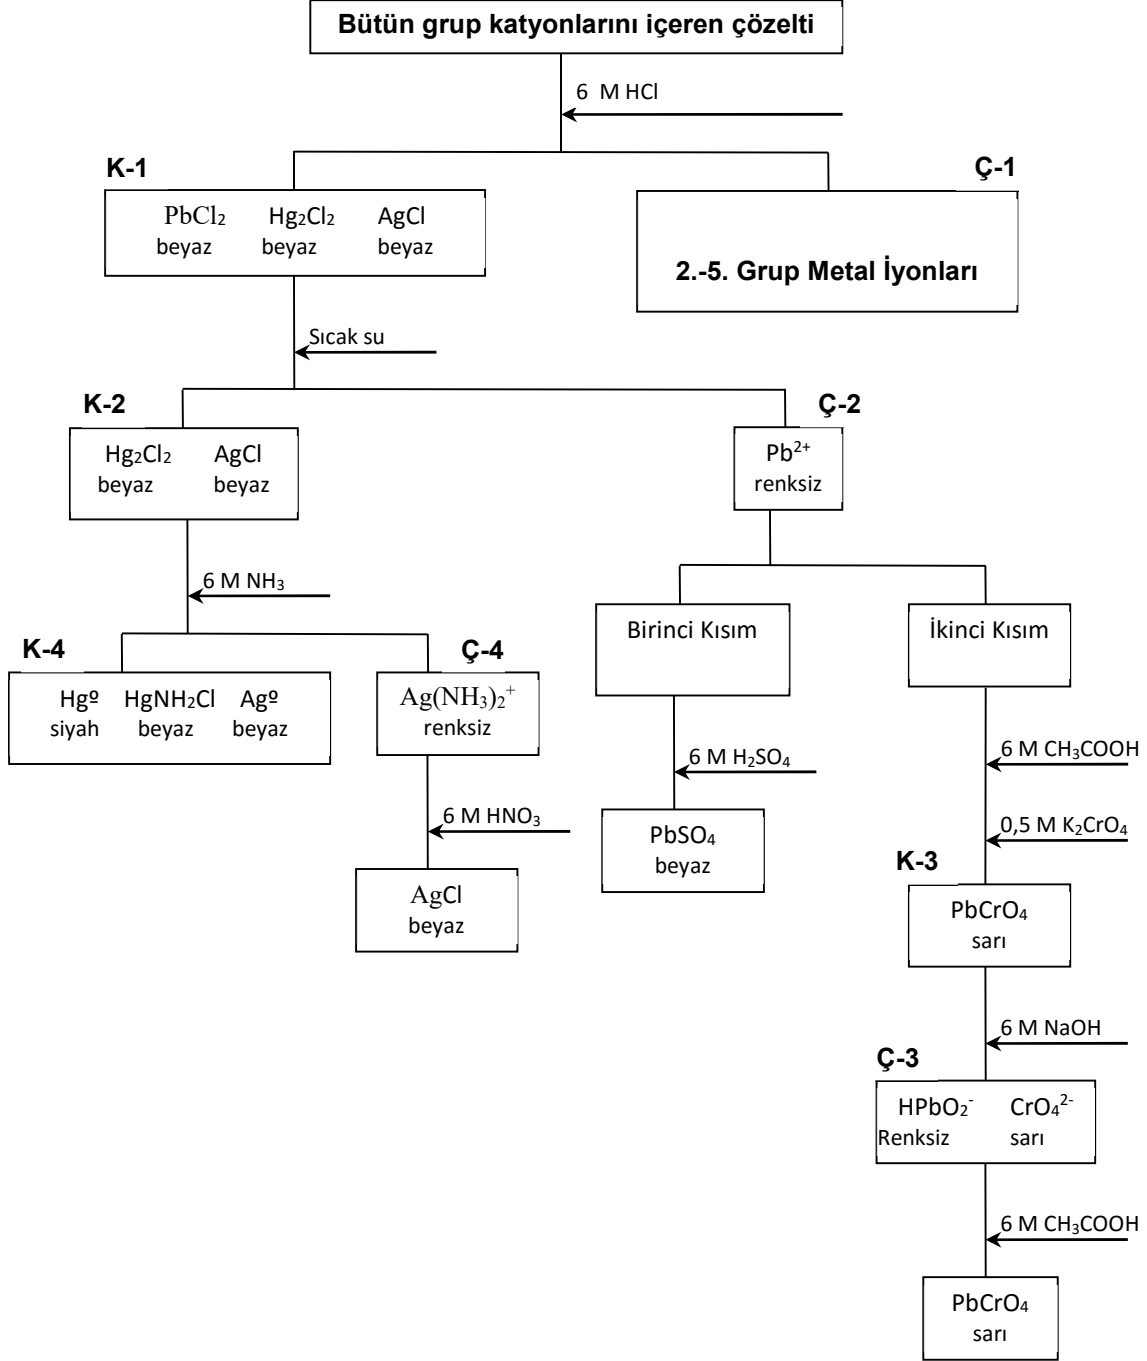 Bütün grup katyonlarını içeren çözelti
6 M HCl
K-1
Ç-1
PbCl₂ Hg₂Cl₂ AgCl
beyaz beyaz beyaz
2.-5. Grup Metal İyonları
Sıcak su
K-2
Ç-2
Hg₂Cl₂ AgCl
beyaz beyaz
Pb²⁺
renksiz
6 M NH₃
Birinci Kısım
İkinci Kısım
K-4
Ç-4
Hgº HgNH₂Cl Agº
siyah beyaz beyaz
Ag(NH₃)₂⁺
renksiz
6 M H₂SO₄
6 M CH₃COOH
6 M HNO₃
0,5 M K₂CrO₄
PbSO₄
beyaz
K-3
AgCl
beyaz
PbCrO₄
sarı
6 M NaOH
Ç-3
HPbO₂⁻ CrO₄²⁻
Renksiz sarı
6 M CH₃COOH
PbCrO₄
sarı